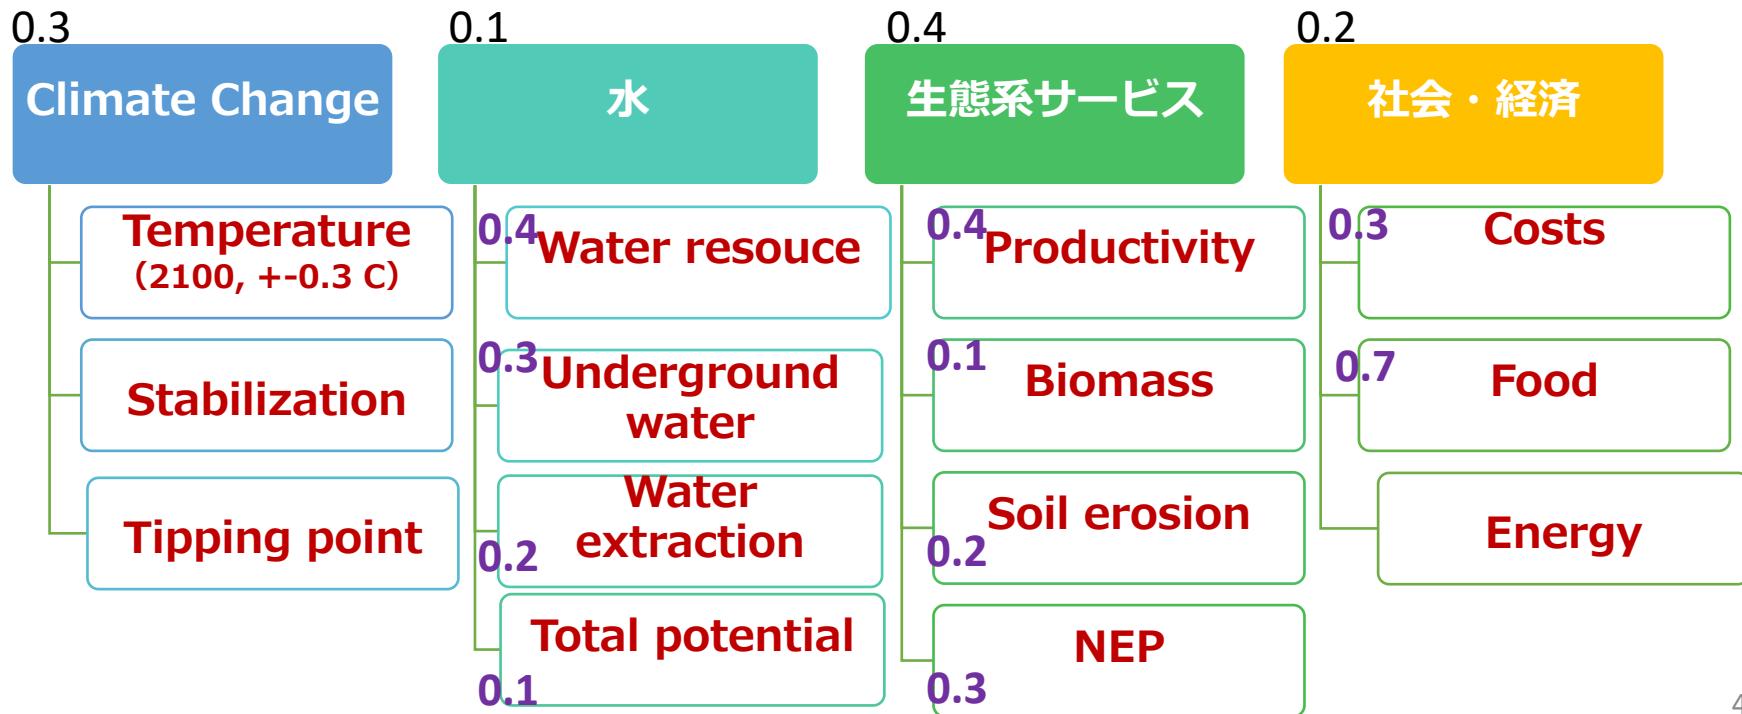 0.3
Climate Change
Temperature
（2100, +-0.3 C）
Stabilization
Tipping point
0.1
水
0.4
Water resouce
0.3
Underground
water
Water
extraction
0.2
Total potential
0.1
0.4
生態系サービス
0.4
Productivity
0.1
Biomass
Soil erosion
0.2
NEP
0.3
0.2
社会・経済
0.3
Costs
0.7
Food
Energy
4